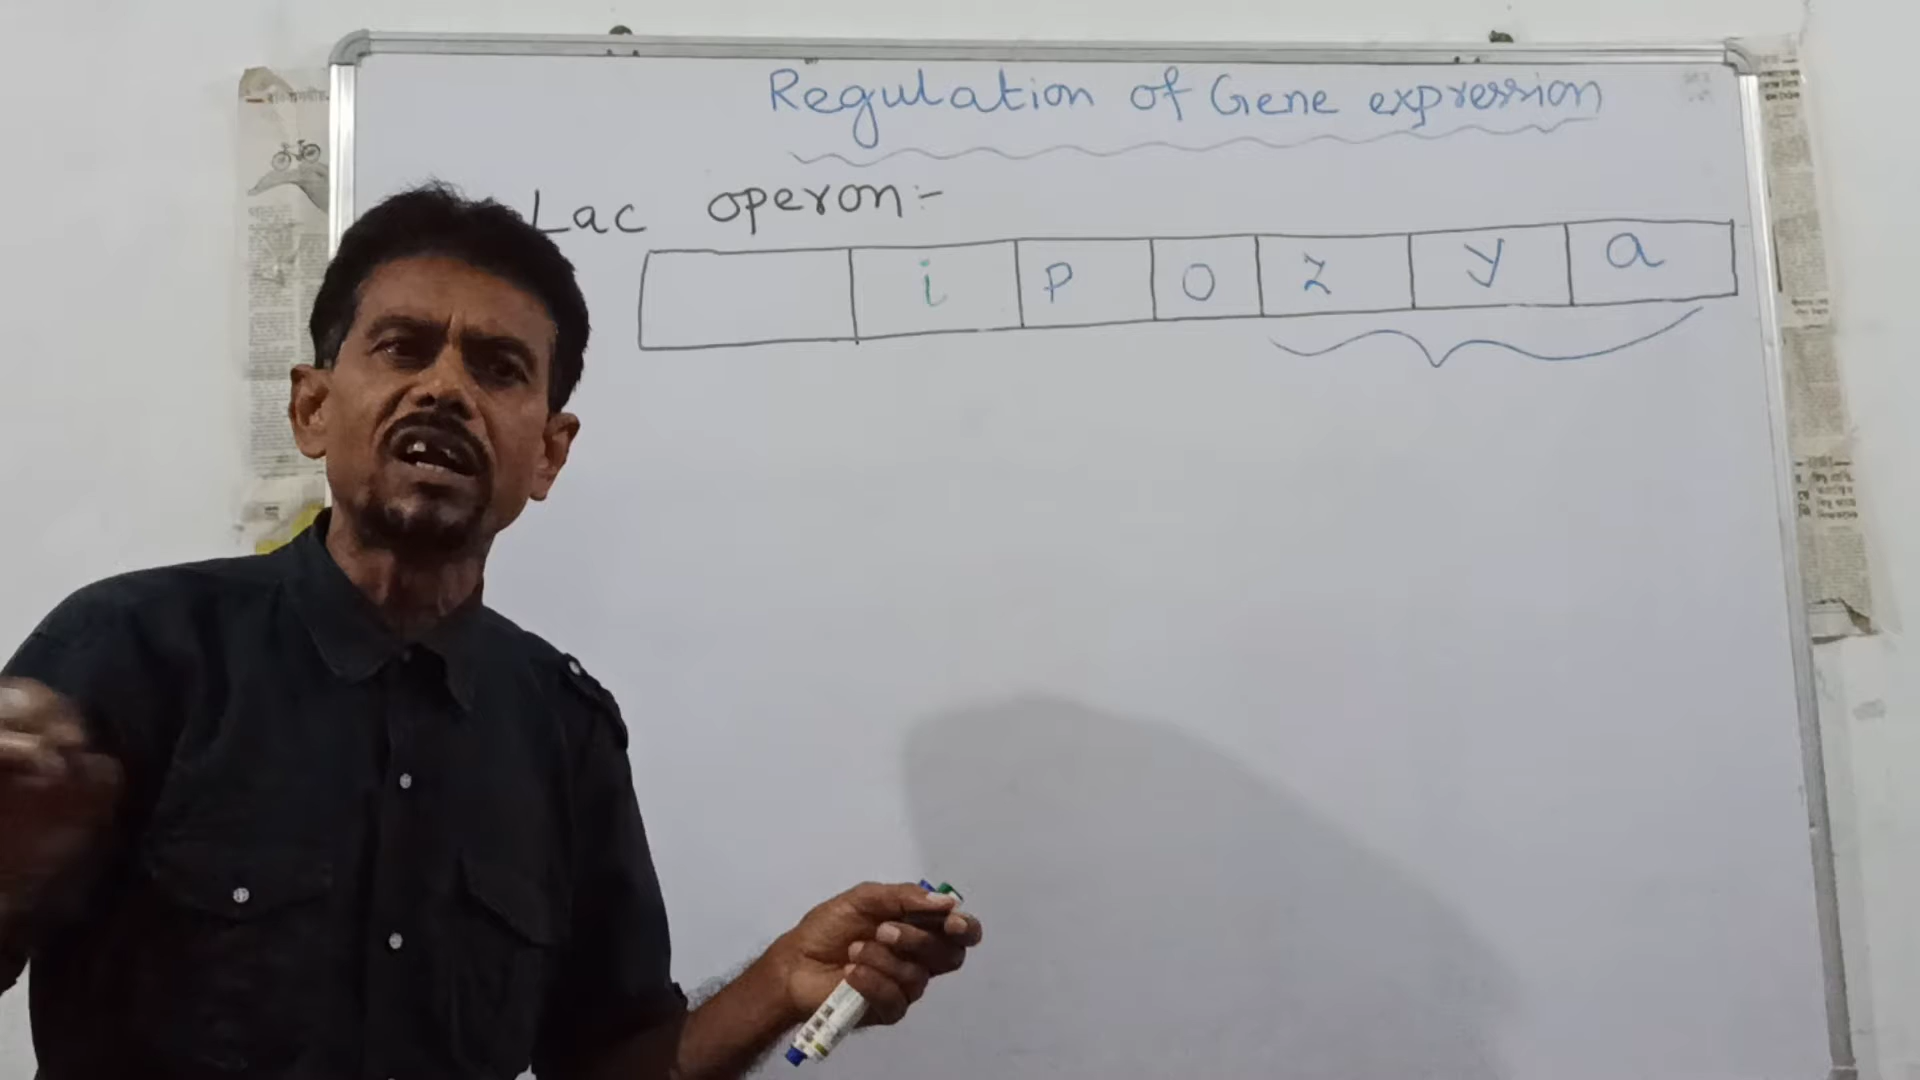 Regulation of Gene expression
Lac operon:-
i P O z y a